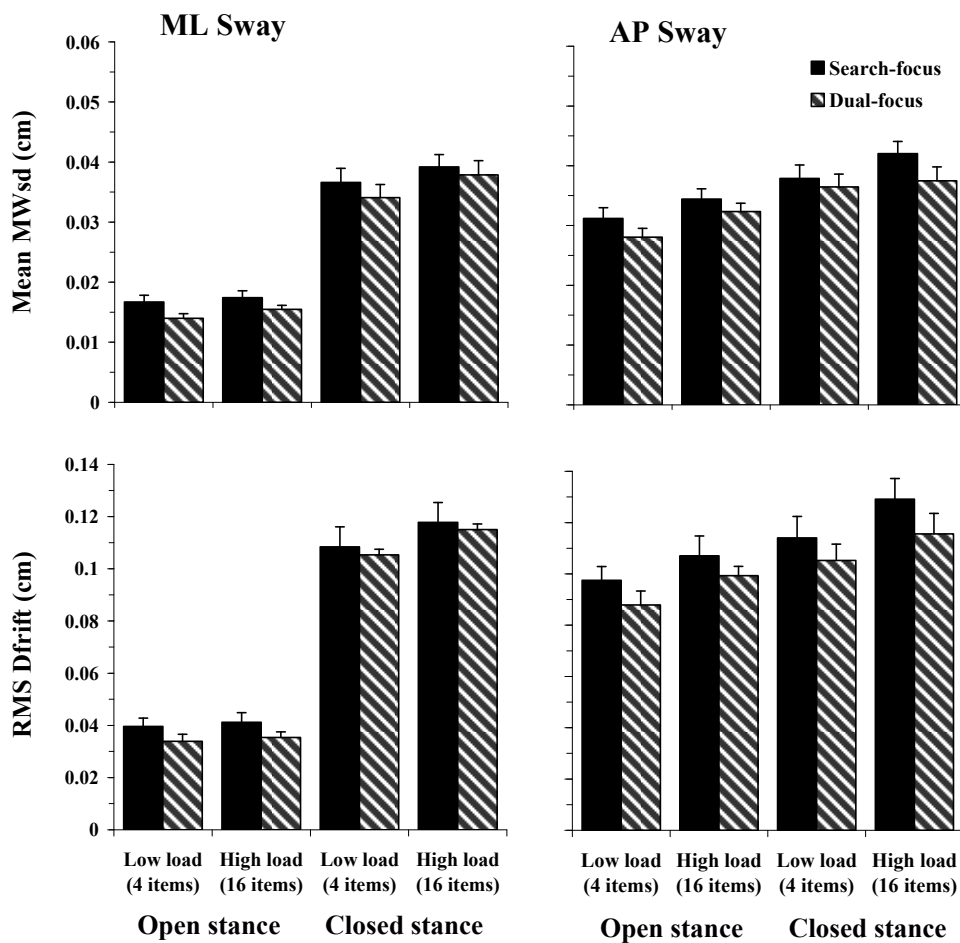 ML Sway
AP Sway
Search-focus
Dual-focus
Mean MWsd (cm)
0.06
0.05
0.04
0.03
0.02
0.01
0
RMS Dfrift (cm)
0.14
0.12
0.1
0.08
0.06
0.04
0.02
0
Low load High load Low load High load
(4 items) (16 items) (4 items) (16 items)
Open stance Closed stance
Low load High load Low load High load
(4 items) (16 items) (4 items) (16 items)
Open stance Closed stance